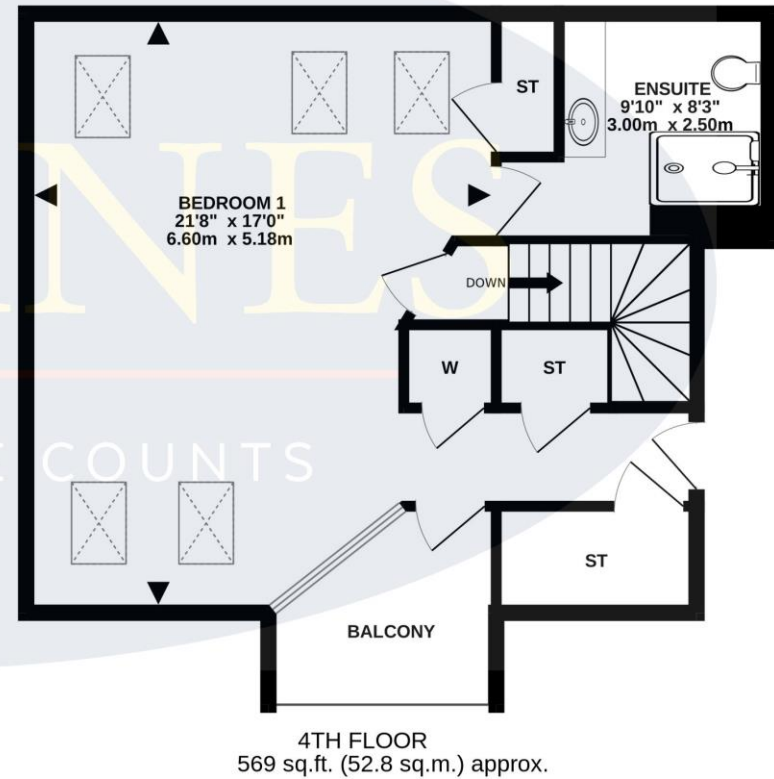 ST
ENSUITE
9'10" x 8'3"
3.00m x 2.50m
BEDROOM 1
21'8" x 17'0"
6.60m x 5.18m
NES
DOWN
W
ST
E COUNTS
ST
BALCONY
4TH FLOOR
569 sq.ft. (52.8 sq.m.) approx.